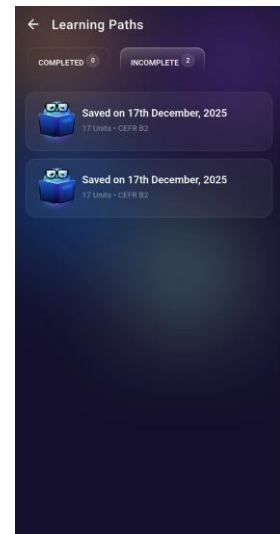 Learning Paths
COMPLETED 0
INCOMPLETE 2
Saved on 17th December, 2025
17 Units • CEFR B2
Saved on 17th December, 2025
17 Units • CEFR B2